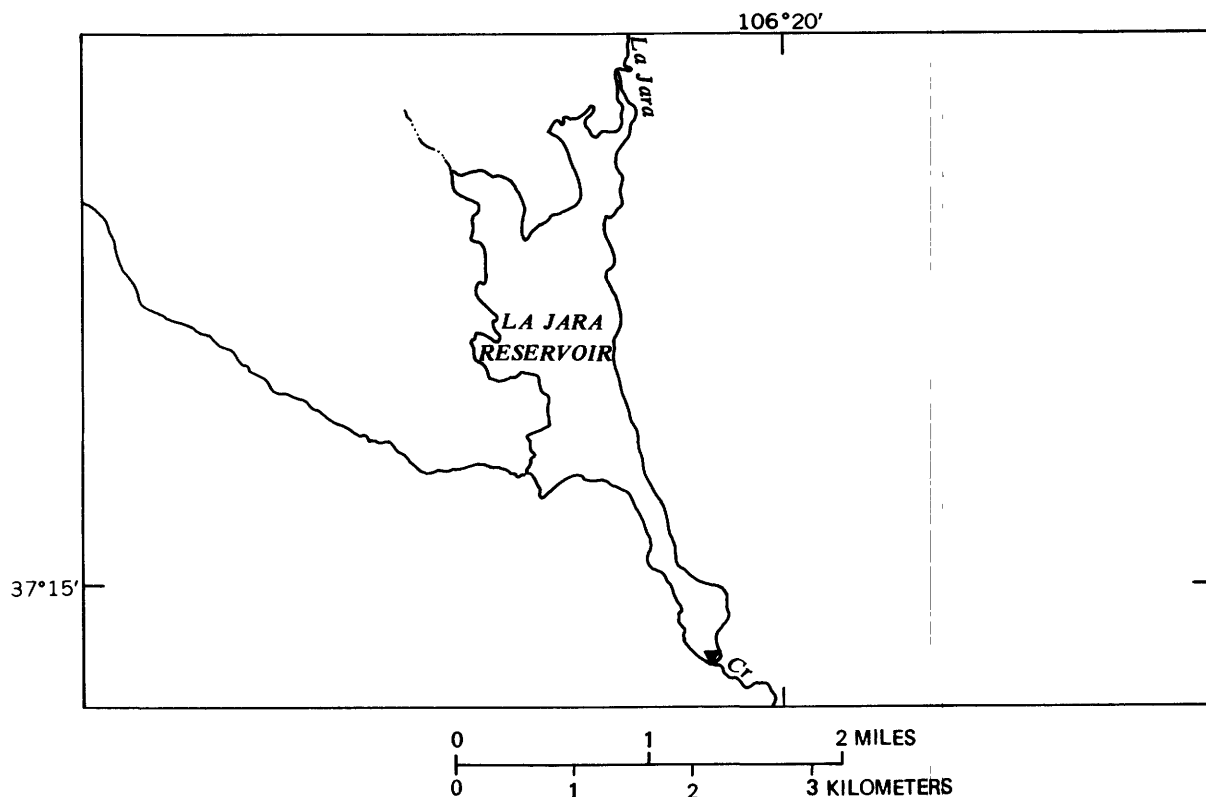 106°20'
La Jara
LA JARA
RESERVOIR
37°15'
Cr
0 1 2 MILES
0 1 2 3 KILOMETERS